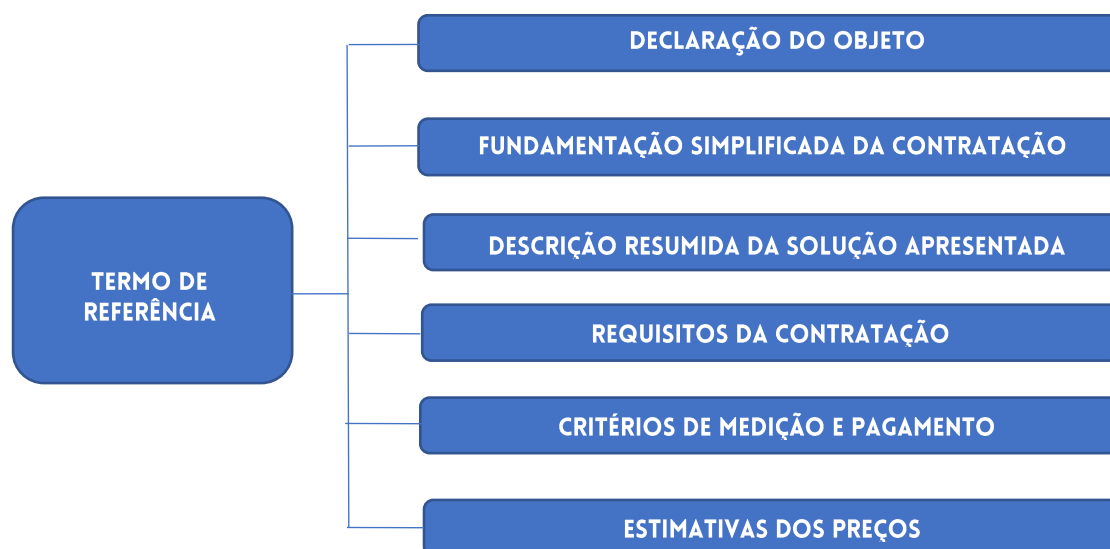 DECLARAÇÃO DO OBJETO
FUNDAMENTAÇÃO SIMPLIFICADA DA CONTRATAÇÃO
DESCRIÇÃO RESUMIDA DA SOLUÇÃO APRESENTADA
TERMO DE
REFERÊNCIA
REQUISITOS DA CONTRATAÇÃO
CRITÉRIOS DE MEDIÇÃO E PAGAMENTO
ESTIMATIVAS DOS PREÇOS